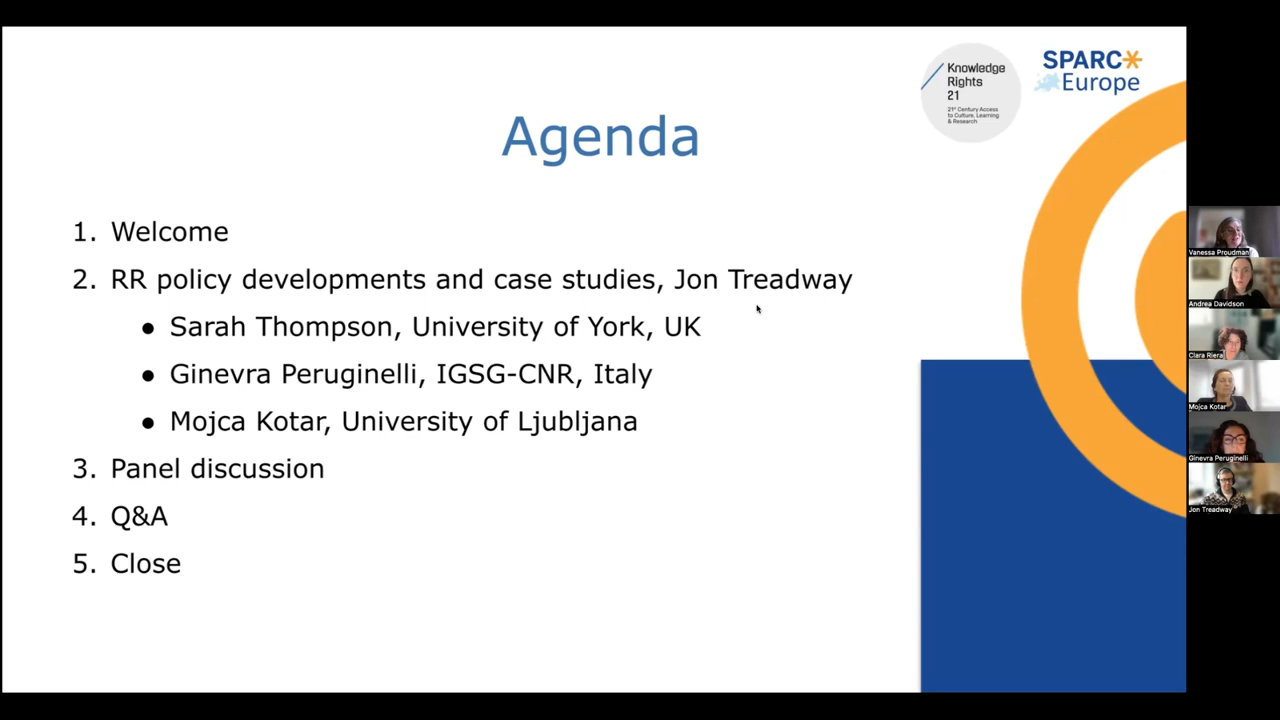 Knowledge
Rights
21
21st Century Access
to Culture, Learning
& Research
SPARC
Europe
Agenda
1. Welcome
2. RR policy developments and case studies, Jon Treadway
● Sarah Thompson, University of York, UK
● Ginevra Peruginelli, IGSG-CNR, Italy
● Mojca Kotar, University of Ljubljana
3. Panel discussion
4. Q&A
5. Close
Vanessa Proudman
Andrea Davidson
Clara Riera
Mojca Kotar
Ginevra Peruginelli
Jon Treadway